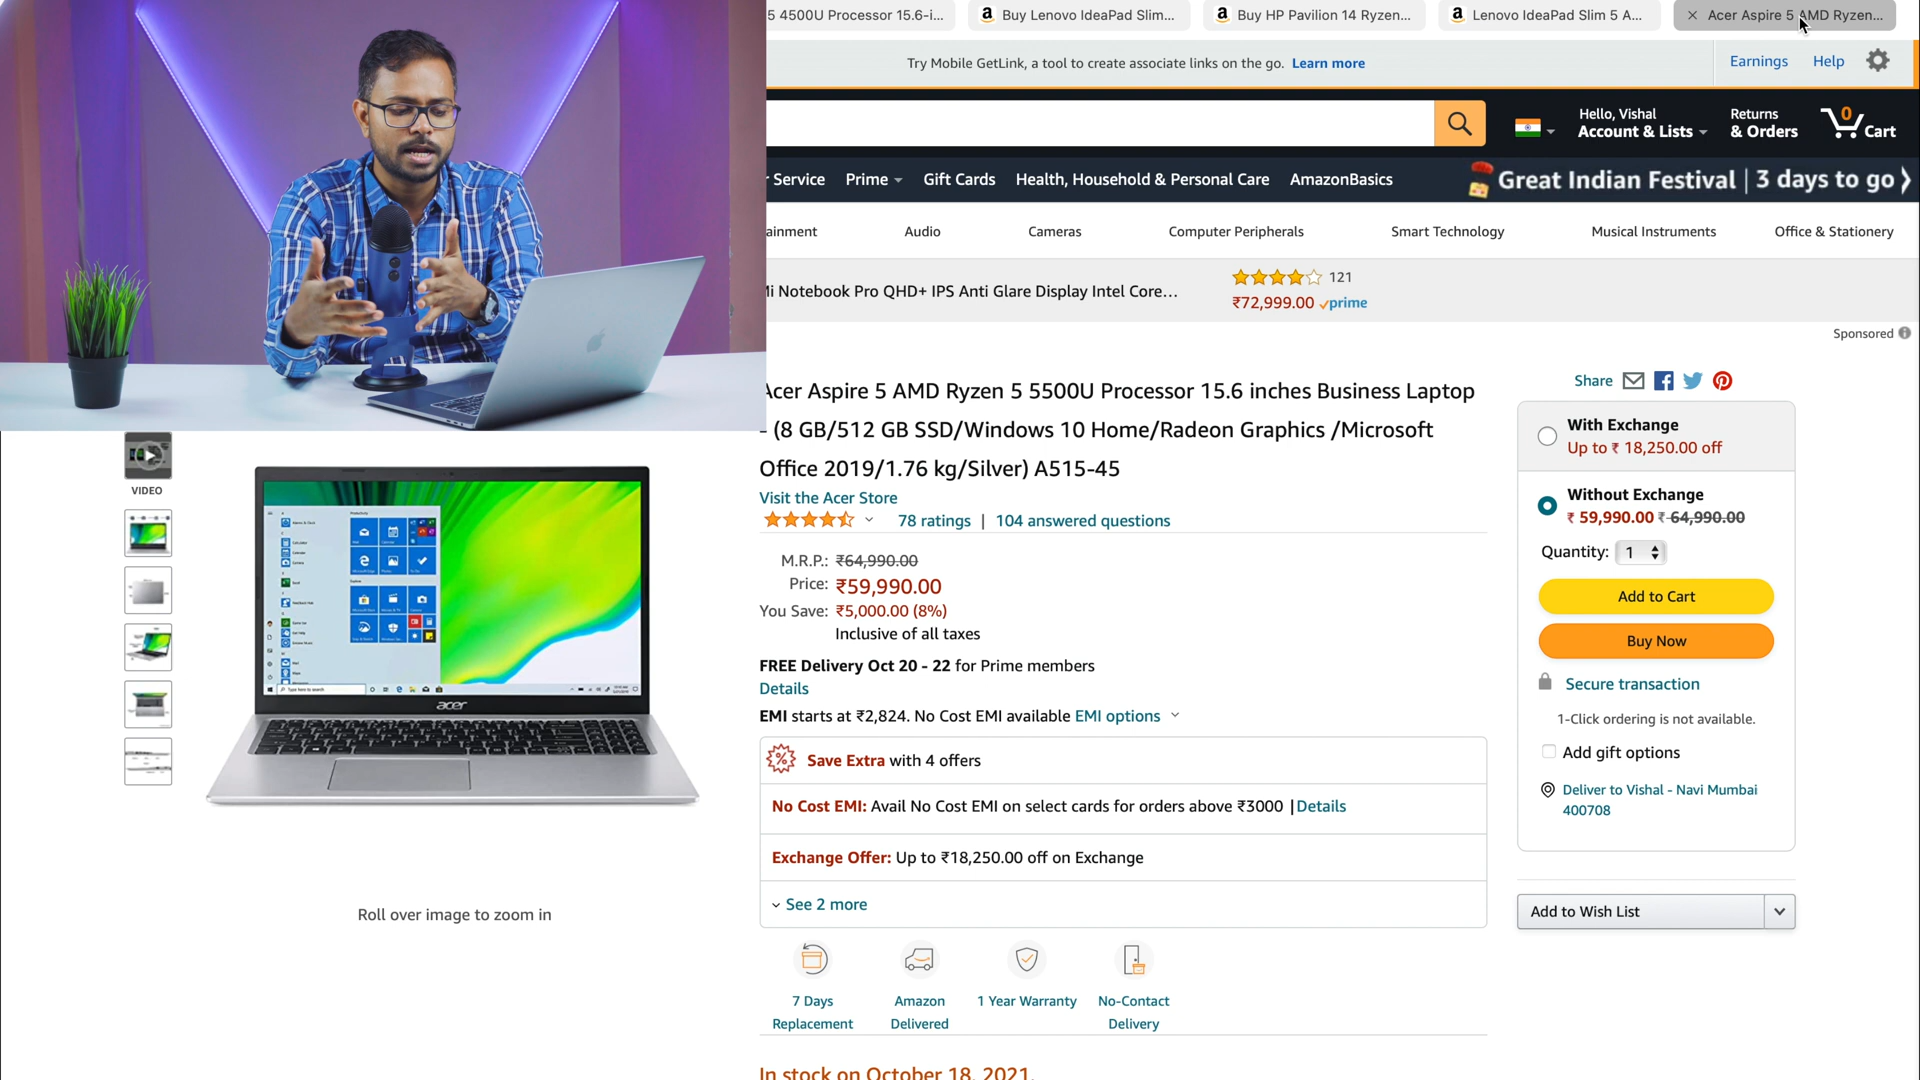 5 4500U Processor 15.6-i...
a Buy Lenovo IdeaPad Slim...
a Buy HP Pavilion 14 Ryzen...
a Lenovo IdeaPad Slim 5 A...
Acer Aspire 5 AMD Ryzen...
Try Mobile GetLink, a tool to create associate links on the go. Learn more
Earnings
Help
Hello, Vishal
Account & Lists
Returns
& Orders
0
Cart
Service
Prime
Gift Cards
Health, Household & Personal Care
AmazonBasics
Great Indian Festival | 3 days to go
ainment
Audio
Cameras
Computer Peripherals
Smart Technology
Musical Instruments
Office & Stationery
Mi Notebook Pro QHD+ IPS Anti Glare Display Intel Core…
121
₹72,999.00 prime
Sponsored
Acer Aspire 5 AMD Ryzen 5 5500U Processor 15.6 inches Business Laptop
- (8 GB/512 GB SSD/Windows 10 Home/Radeon Graphics /Microsoft
Office 2019/1.76 kg/Silver) A515-45
Visit the Acer Store
78 ratings | 104 answered questions
M.R.P.: ₹64,990.00
Price: ₹59,990.00
You Save: ₹5,000.00 (8%)
Inclusive of all taxes
FREE Delivery Oct 20 - 22 for Prime members
Details
EMI starts at ₹2,824. No Cost EMI available EMI options
Save Extra with 4 offers
No Cost EMI: Avail No Cost EMI on select cards for orders above ₹3000 | Details
Exchange Offer: Up to ₹18,250.00 off on Exchange
See 2 more
7 Days
Replacement
Amazon
Delivered
1 Year Warranty
No-Contact
Delivery
In stock on October 18, 2021.
VIDEO
acer
Roll over image to zoom in
Share
With Exchange
Up to ₹ 18,250.00 off
Without Exchange
₹ 59,990.00 ₹ 64,990.00
Quantity: 1
Add to Cart
Buy Now
Secure transaction
1-Click ordering is not available.
Add gift options
Deliver to Vishal - Navi Mumbai
400708
Add to Wish List